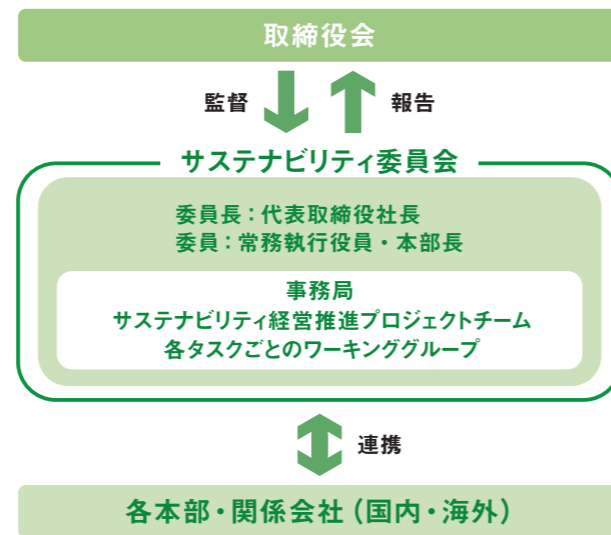 取締役会
監督 報告
サステナビリティ委員会
委員長：代表取締役社長
委員：常務執行役員・本部長
事務局
サステナビリティ経営推進プロジェクトチーム
各タスクごとのワーキンググループ
連携
各本部・関係会社（国内・海外）